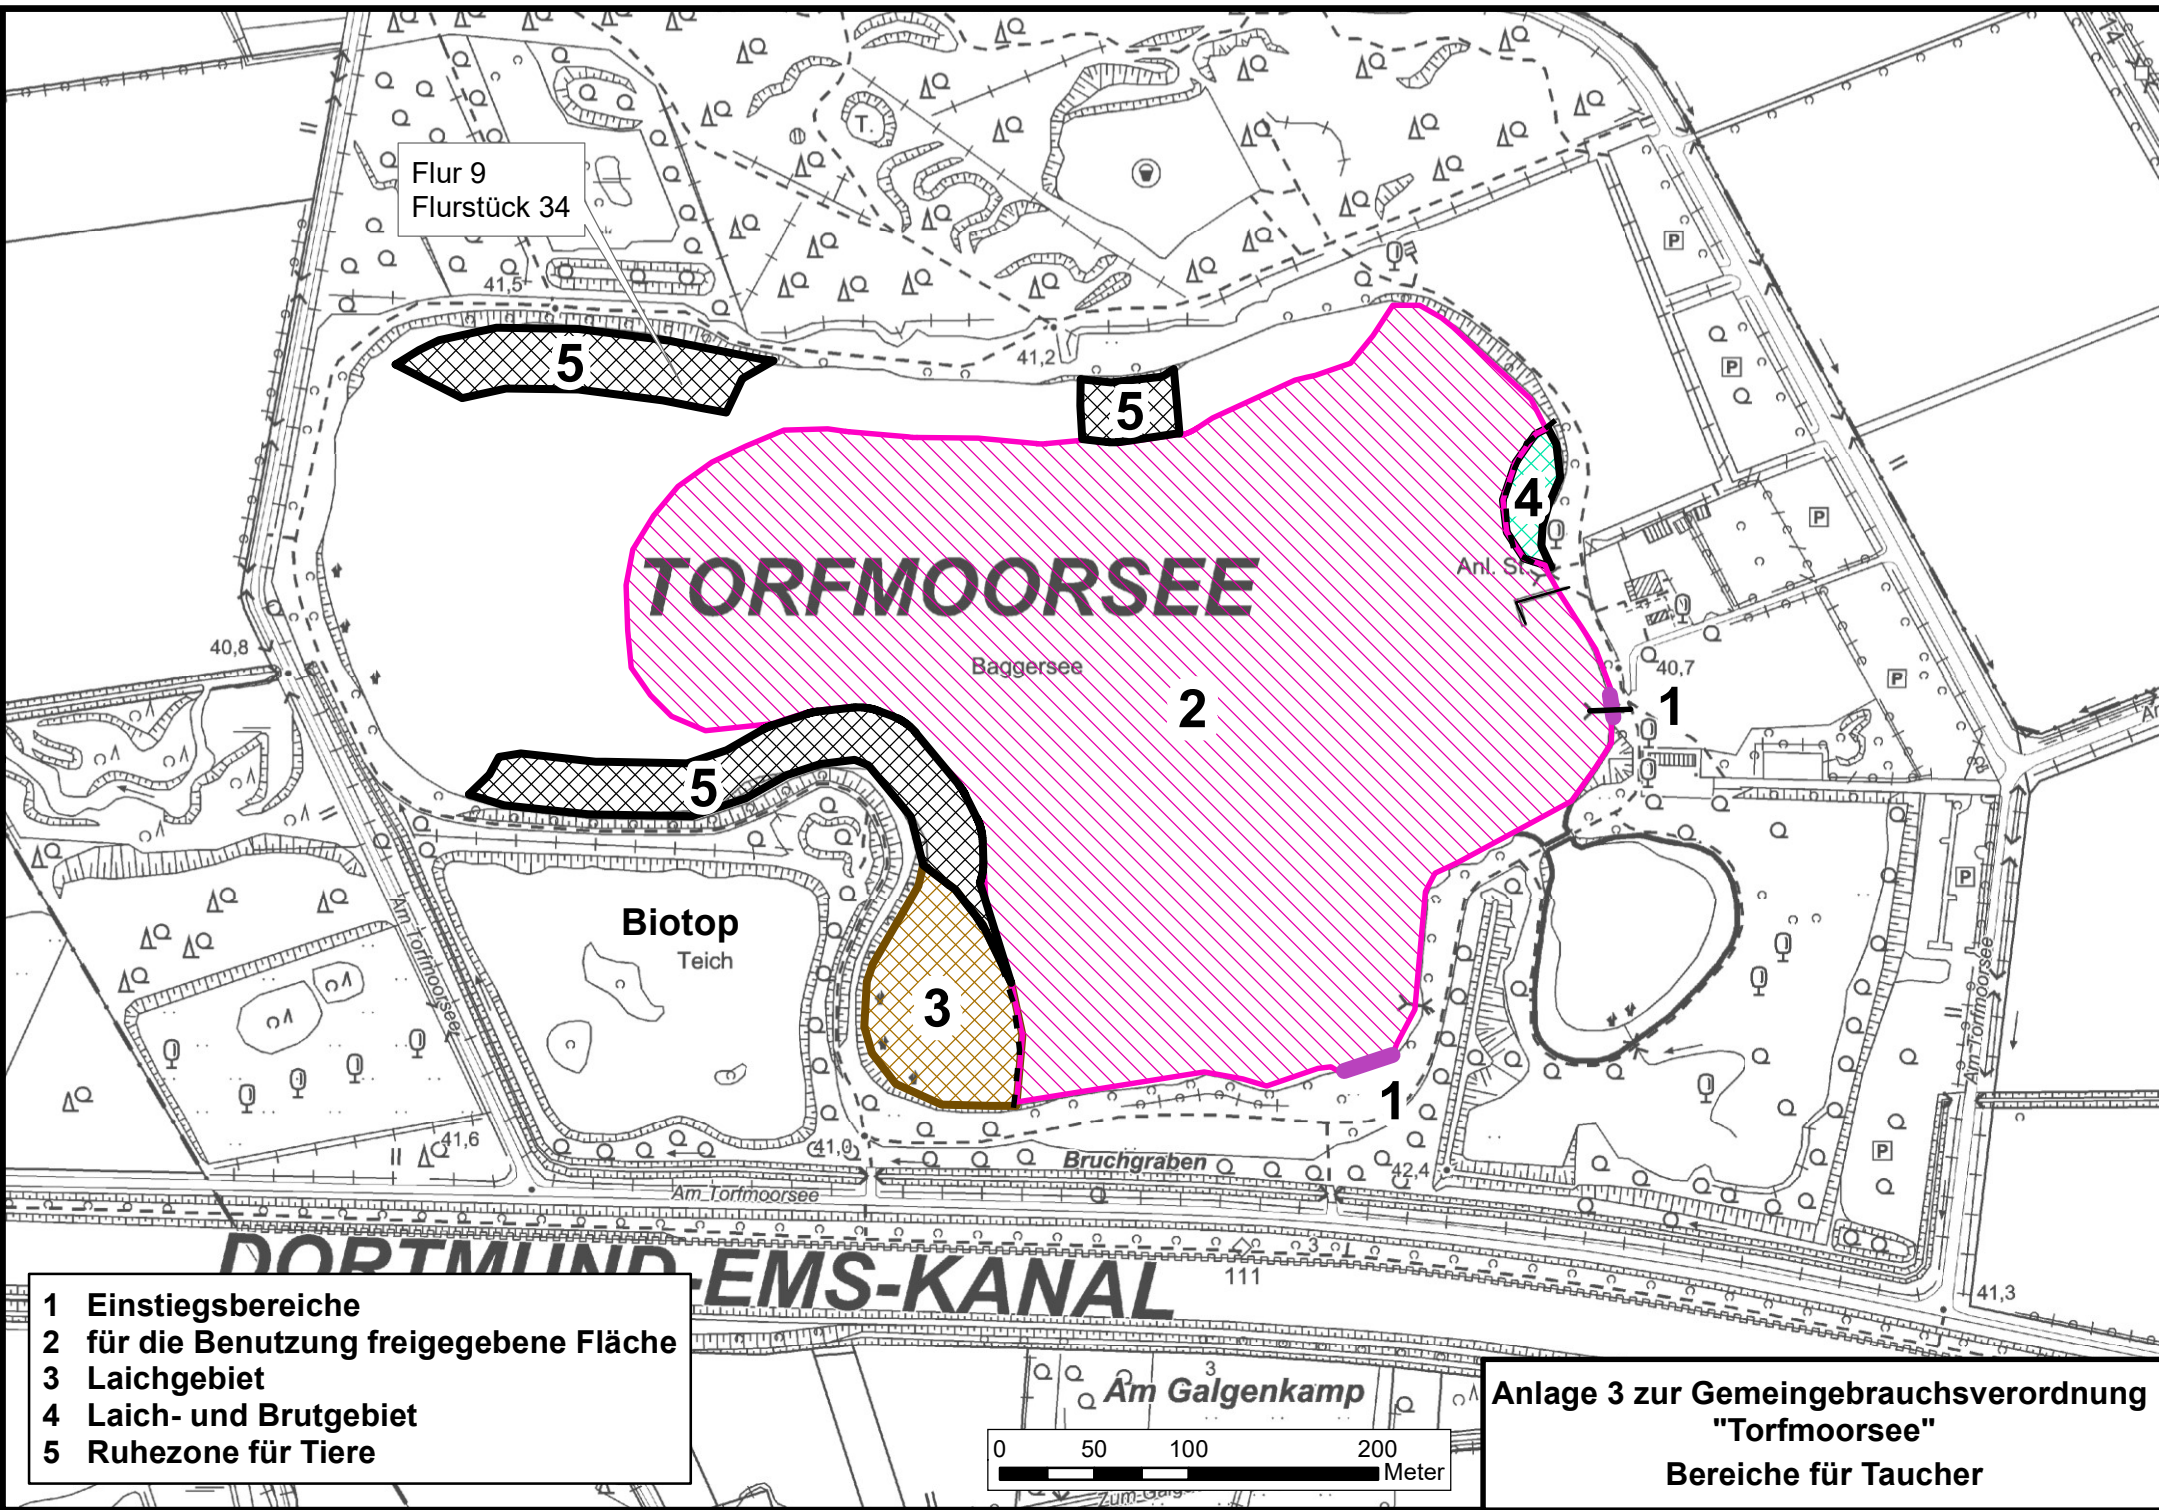 14
T.
Flur 9
Flurstück 34
P
41,5
41,2
5
P
5
4
P
Anl. St.
TORFMOORSEE
40,8
Baggersee
40,7
P
2
1
5
P
Biotop
Teich
Am Torfmoorsee
3
Am Torfmoorsee
1
41,6
41,0
Bruchgraben
42,4
P
Am Torfmoorsee
DORTMUND-EMS-KANAL
3
111
41,3
1 Einstiegsbereiche
2 für die Benutzung freigegebene Fläche
3 Laichgebiet
4 Laich- und Brutgebiet
5 Ruhezone für Tiere
3
Am Galgenkamp
0 50 100 200
Meter
Anlage 3 zur Gemeingebrauchsverordnung
"Torfmoorsee"
Bereiche für Taucher